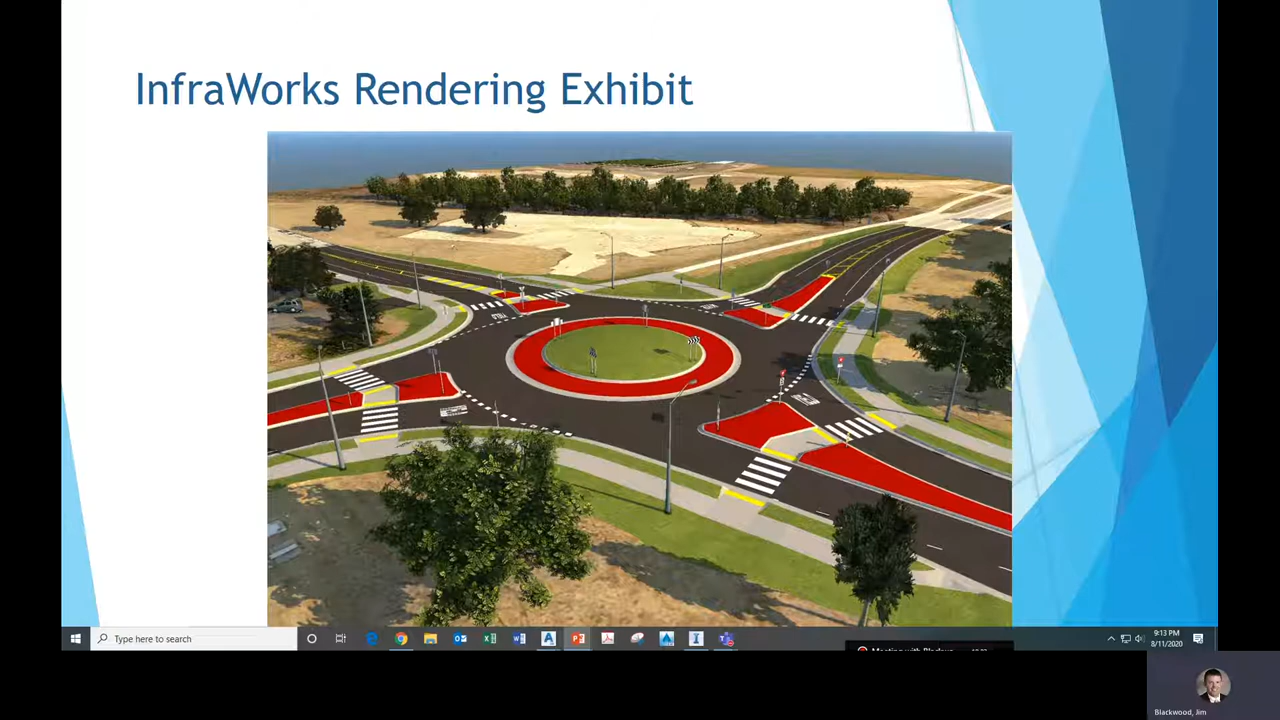 InfraWorks Rendering Exhibit
Type here to search
9:13 PM
8/11/2020
Blackwood, Jim